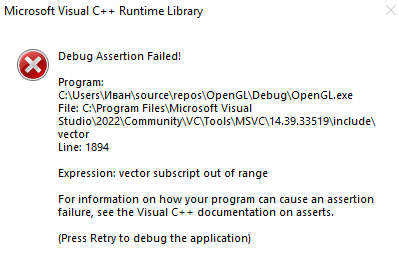 Microsoft Visual C++ Runtime Library
Debug Assertion Failed!
Program:
C:\Users\Иван\source\repos\OpenGL\Debug\OpenGL.exe
File: C:\Program Files\Microsoft Visual
Studio\2022\Community\VC\Tools\MSVC\14.39.33519\include\
vector
Line: 1894
Expression: vector subscript out of range
For information on how your program can cause an assertion
failure, see the Visual C++ documentation on asserts.
(Press Retry to debug the application)